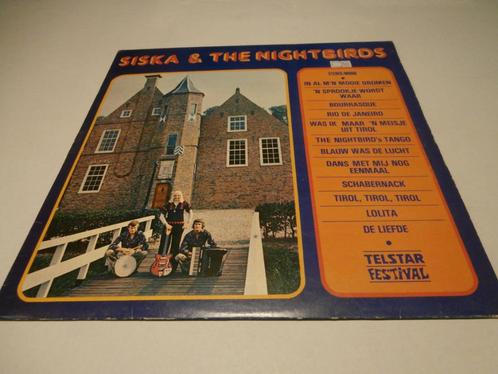 SISKA & THE NIGHTBIRDS
STEREO-MONO
IN AL M'N MOOIE DROMEN
'N SPROOKJE WORDT
WAAR
BOURRASQUE
RIO DE JANEIRO
WAS IK MAAR 'N MEISJE
UIT TIROL
THE NIGHTBIRD's TANGO
BLAUW WAS DE LUCHT
DANS MET MIJ NOG
EENMAAL
SCHABERNACK
TIROL, TIROL, TIROL
LOLITA
DE LIEFDE
TELSTAR
FESTIVAL